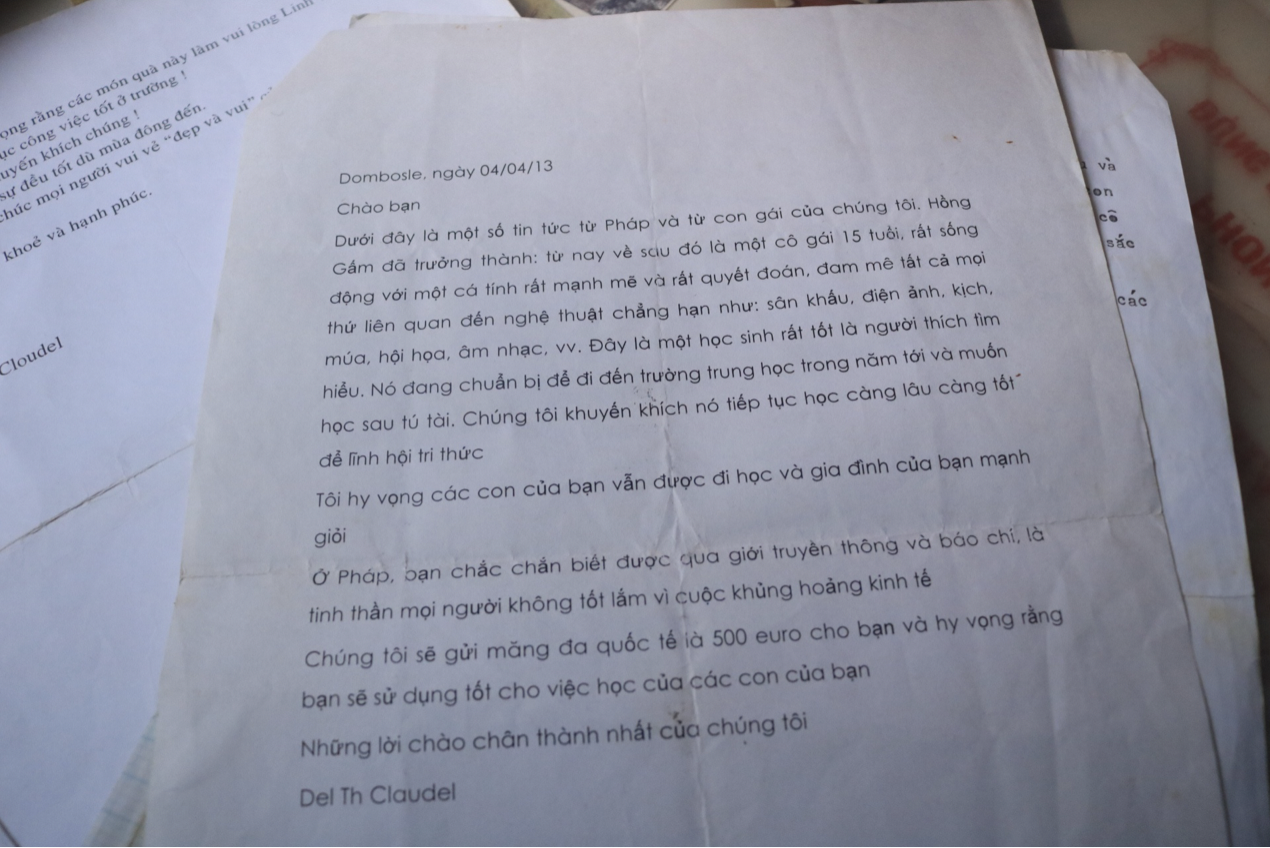 ọng rằng các món quà này làm vui lòng Linh
ục công việc tốt ở trường !
uyến khích chúng !
sự đều tốt dù mùa đông đến.
chúc mọi người vui vẻ “đẹp và vui”
khoẻ và hạnh phúc.
Cloudel
Dombosle, ngày 04/04/13
Chào bạn
Dưới đây là một số tin tức từ Pháp và từ con gái của chúng tôi. Hồng
Gấm đã trưởng thành: từ nay về sau đó là một cô gái 15 tuổi, rất sống
động với một cá tính rất mạnh mẽ và rất quyết đoán, đam mê tất cả mọi
thứ liên quan đến nghệ thuật chẳng hạn như: sân khấu, điện ảnh, kịch,
múa, hội họa, âm nhạc, vv. Đây là một học sinh rất tốt là người thích tìm
hiểu. Nó đang chuẩn bị để đi đến trường trung học trong năm tới và muốn
học sau tú tài. Chúng tôi khuyến khích nó tiếp tục học càng lâu càng tốt
để lĩnh hội tri thức
Tôi hy vọng các con của bạn vẫn được đi học và gia đình của bạn mạnh
giỏi
Ở Pháp, bạn chắc chắn biết được qua giới truyền thông và báo chí, là
tinh thần mọi người không tốt lắm vì cuộc khủng hoảng kinh tế
Chúng tôi sẽ gửi măng đa quốc tế là 500 euro cho bạn và hy vọng rằng
bạn sẽ sử dụng tốt cho việc học của các con của bạn
Những lời chào chân thành nhất của chúng tôi
Del Th Claudel
và
on
cô
sắc
các